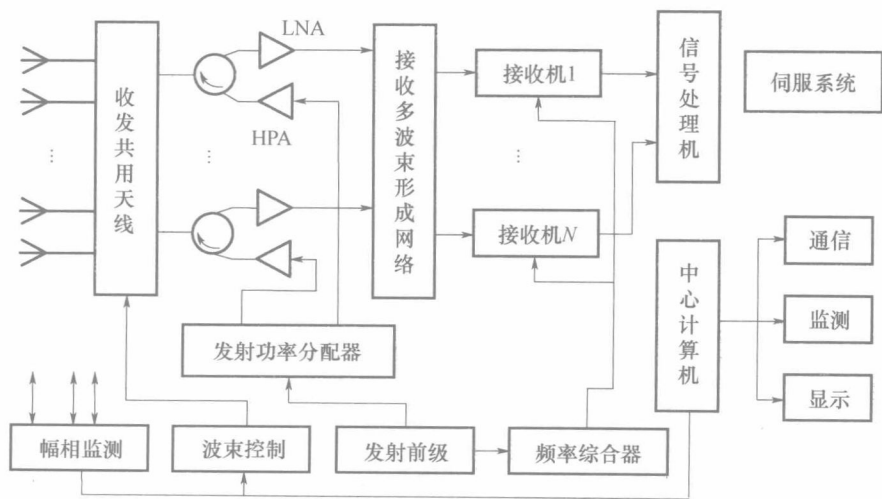 LNA
HPA
收发共用天线
接收多波束形成网络
接收机1
接收机N
信号处理机
伺服系统
中心计算机
通信
监测
显示
发射功率分配器
幅相监测
波束控制
发射前级
频率综合器